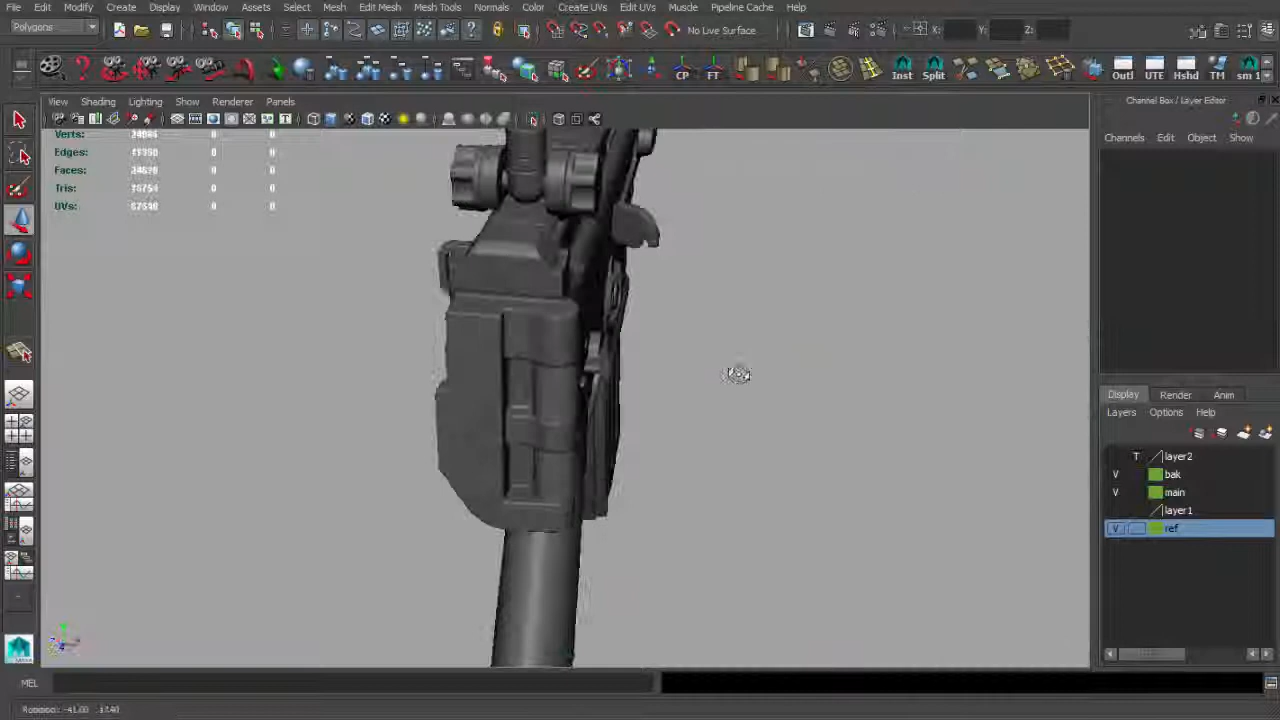 File Edit Modify Create Display Window Assets Select Mesh Edit Mesh Mesh Tools Normals Color Create UVs Edit UVs Muscle Pipeline Cache Help
Polygons No Live Surface X: Y: Z:
CP FT Inst Split Outl UTE Hshd TM sm 1
View Shading Lighting Show Renderer Panels
Channel Box / Layer Editor
Channels Edit Object Show
Verts: 0 0
Edges: 0 0
Faces: 0 0
Tris: 0 0
UVs: 0 0
Display Render Anim
Layers Options Help
T layer2
V bak
V main
layer1
V ref
MEL